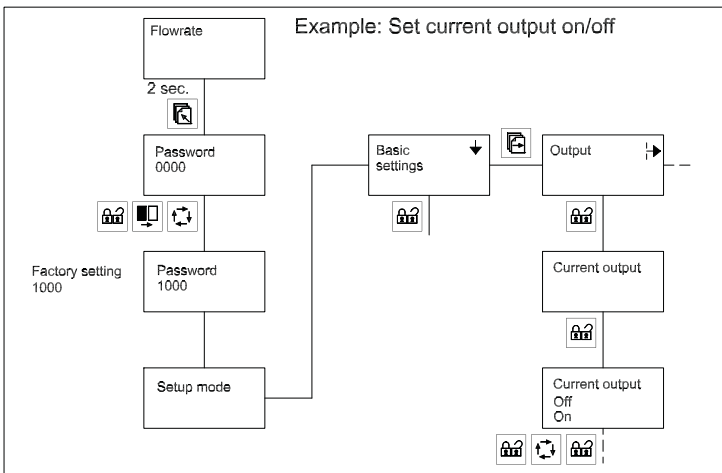 Example: Set current output on/off
Flowrate
2 sec.
Password
0000
Factory setting
1000
Password
1000
Setup mode
Basic
settings
Output
Current output
Current output
Off
On